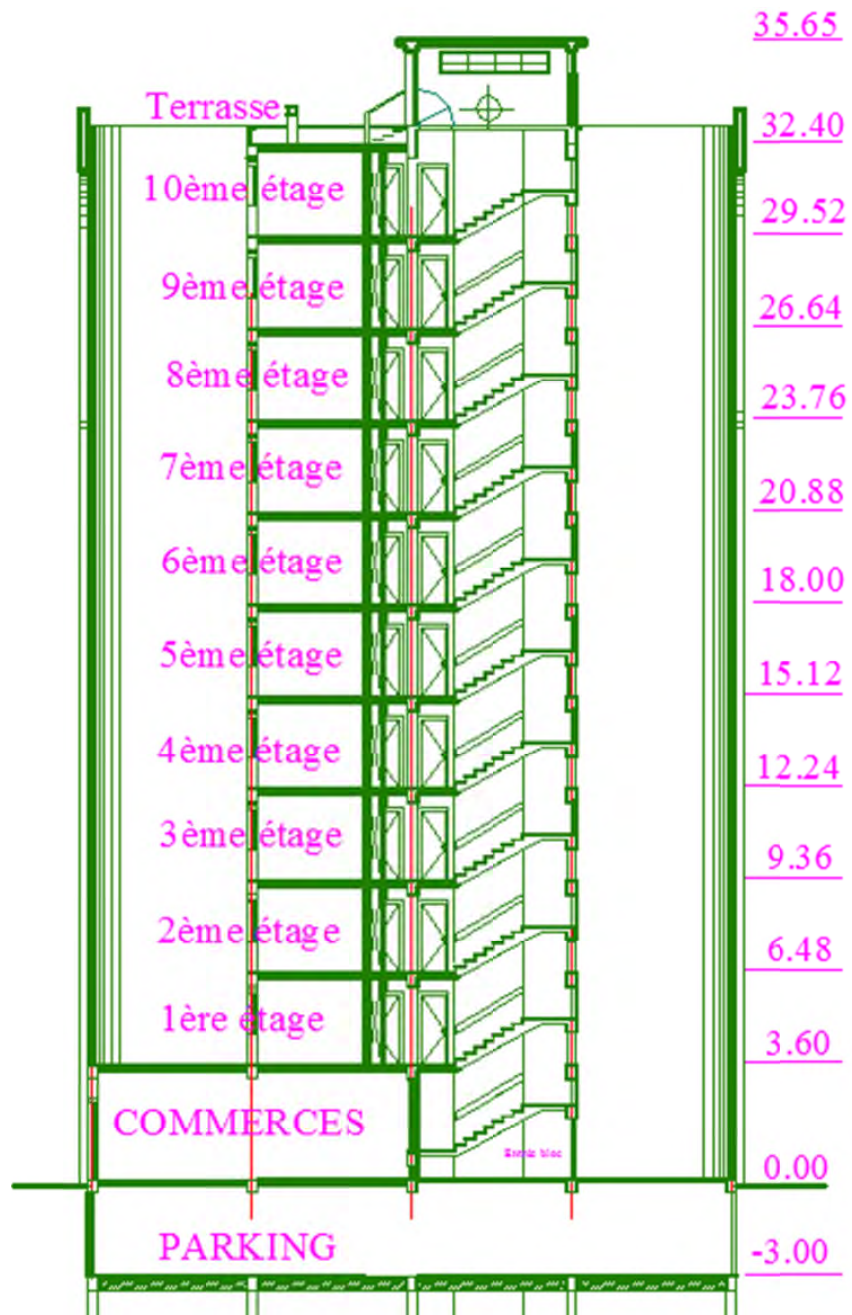 35.65
Terrasse
32.40
10ème étage
29.52
9ème étage
26.64
8ème étage
23.76
7ème étage
20.88
6ème étage
18.00
5ème étage
15.12
4ème étage
12.24
3ème étage
9.36
2ème étage
6.48
1ère étage
3.60
COMMERCES
Entrée bloc
0.00
PARKING
-3.00